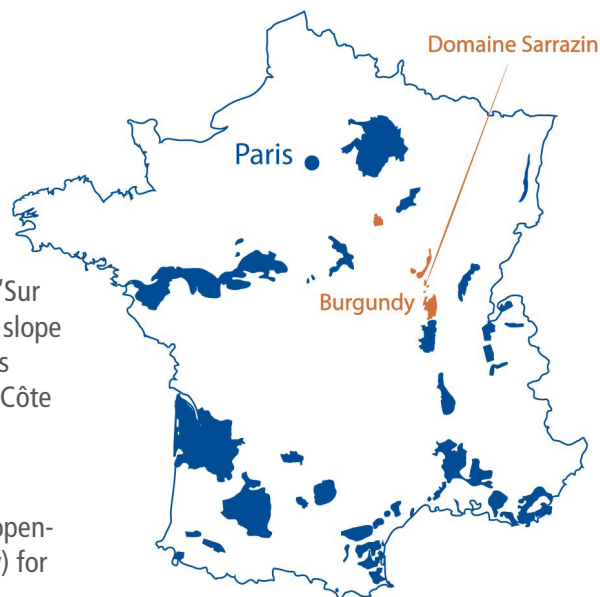 Domaine Sarrazin
Paris
Burgundy
"Sur
slope
s
Côte
open-
) for